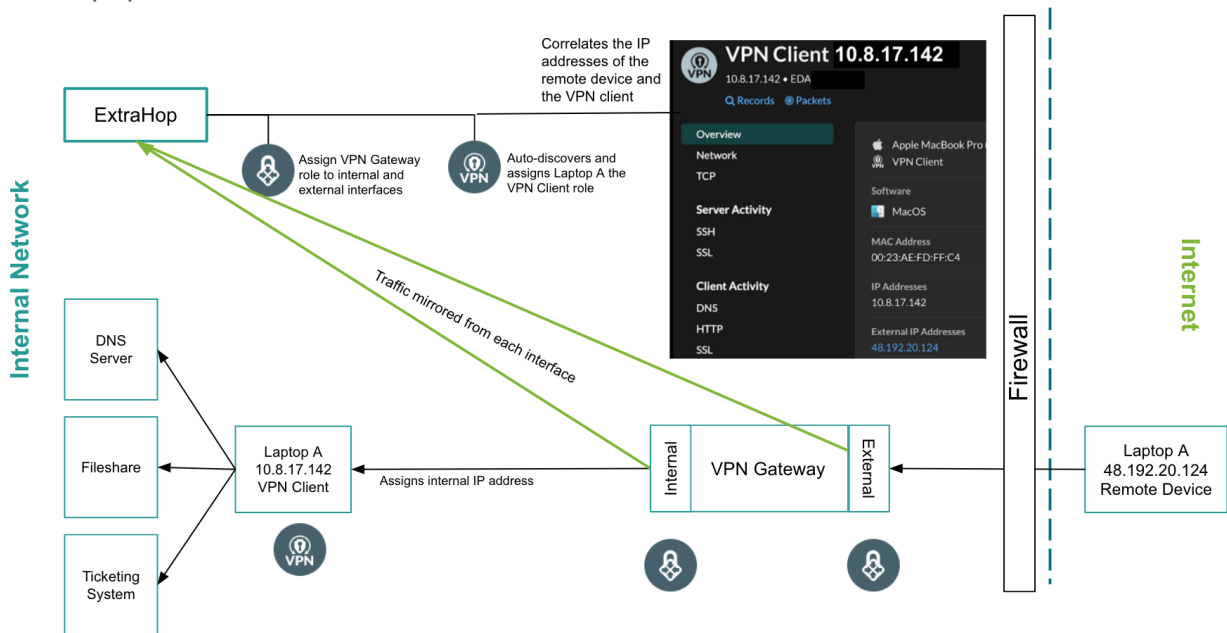 Correlates the IP
addresses of the
remote device and
the VPN client
VPN
VPN Client 10.8.17.142
10.8.17.142 • EDA
Records Packets
Overview
Network
TCP
Server Activity
SSH
SSL
Client Activity
DNS
HTTP
SSL
Apple MacBook Pro
VPN Client
Software
MacOS
MAC Address
00:23:AE:FD:FF:C4
IP Addresses
10.8.17.142
External IP Addresses
48.192.20.124
ExtraHop
Assign VPN Gateway
role to internal and
external interfaces
VPN
Auto-discovers and
assigns Laptop A the
VPN Client role
Internal Network
Internet
Firewall
Traffic mirrored from each interface
DNS
Server
Fileshare
Ticketing
System
Laptop A
10.8.17.142
VPN Client
VPN
Assigns internal IP address
Internal
VPN Gateway
External
Laptop A
48.192.20.124
Remote Device